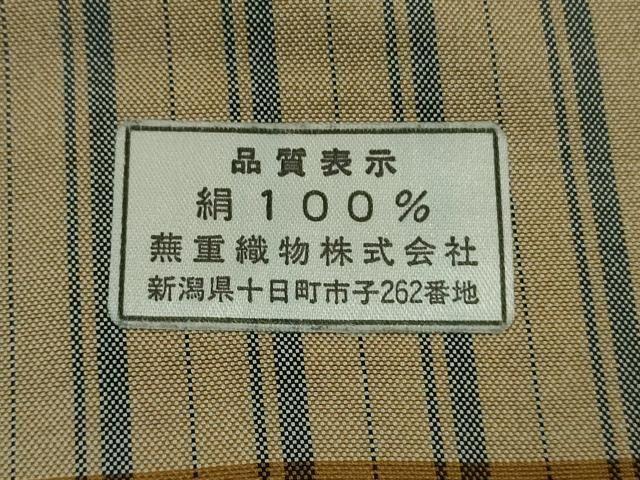 品質表示
絹100%
蕪重織物株式会社
新潟県十日町市子262番地